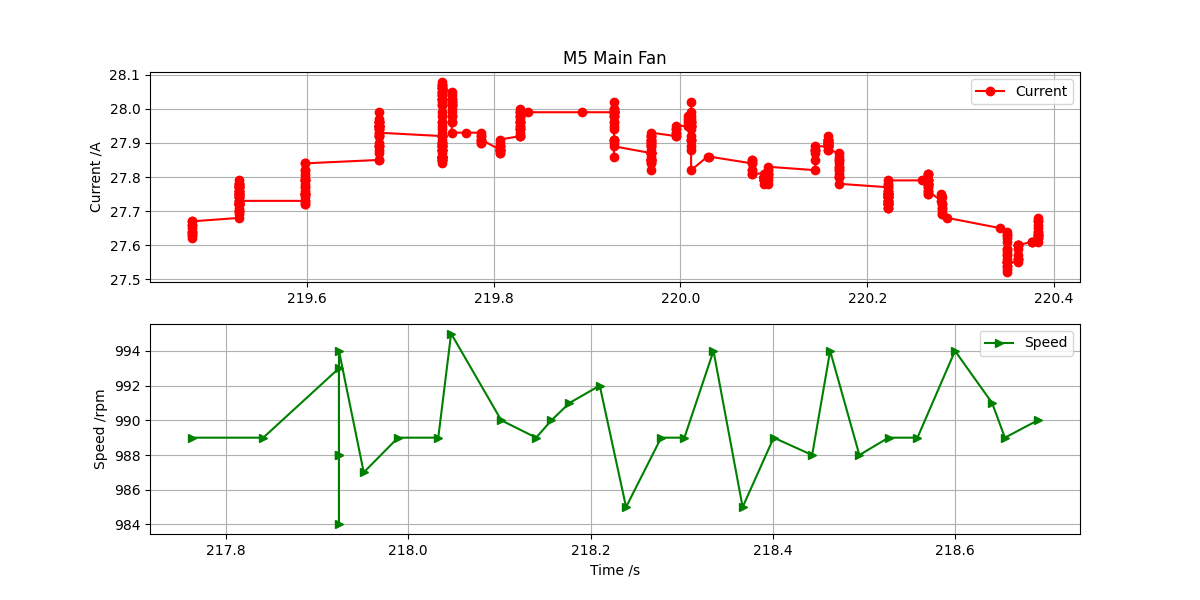 M5 Main Fan
28.1
28.0
27.9
27.8
27.7
27.6
27.5
Current /A
Current
219.6 219.8 220.0 220.2 220.4
994
992
990
988
986
984
Speed /rpm
Speed
217.8 218.0 218.2 218.4 218.6
Time /s